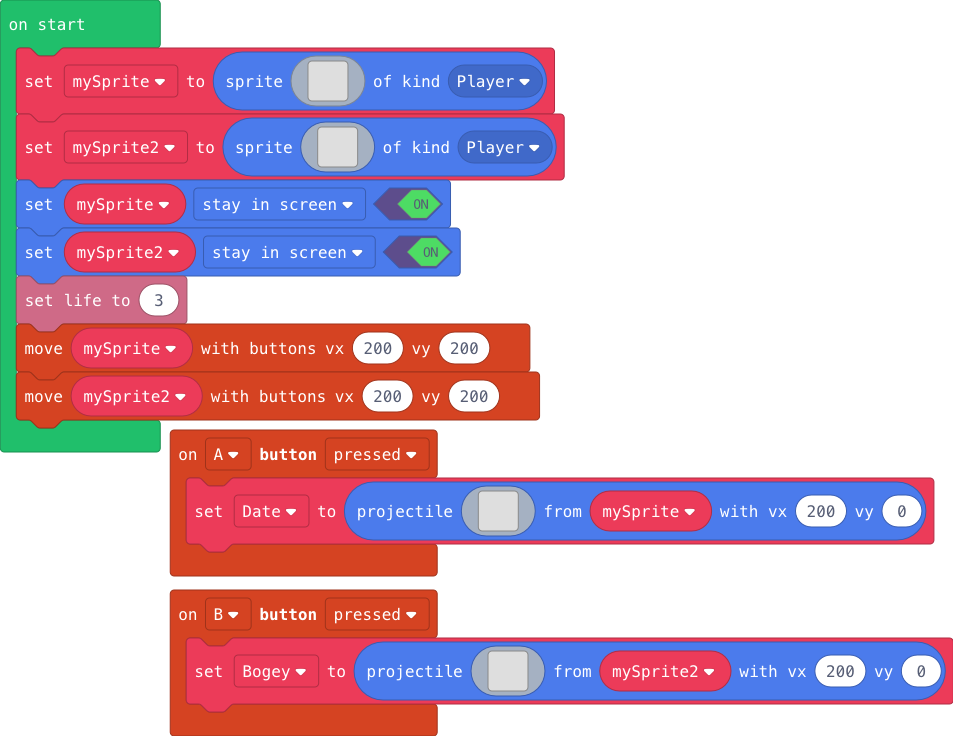 on start
set mySprite to sprite of kind Player
set mySprite2 to sprite of kind Player
set mySprite stay in screen ON
set mySprite2 stay in screen ON
set life to 3
move mySprite with buttons vx 200 vy 200
move mySprite2 with buttons vx 200 vy 200
on A button pressed
set Date to projectile from mySprite with vx 200 vy 0
on B button pressed
set Bogey to projectile from mySprite2 with vx 200 vy 0